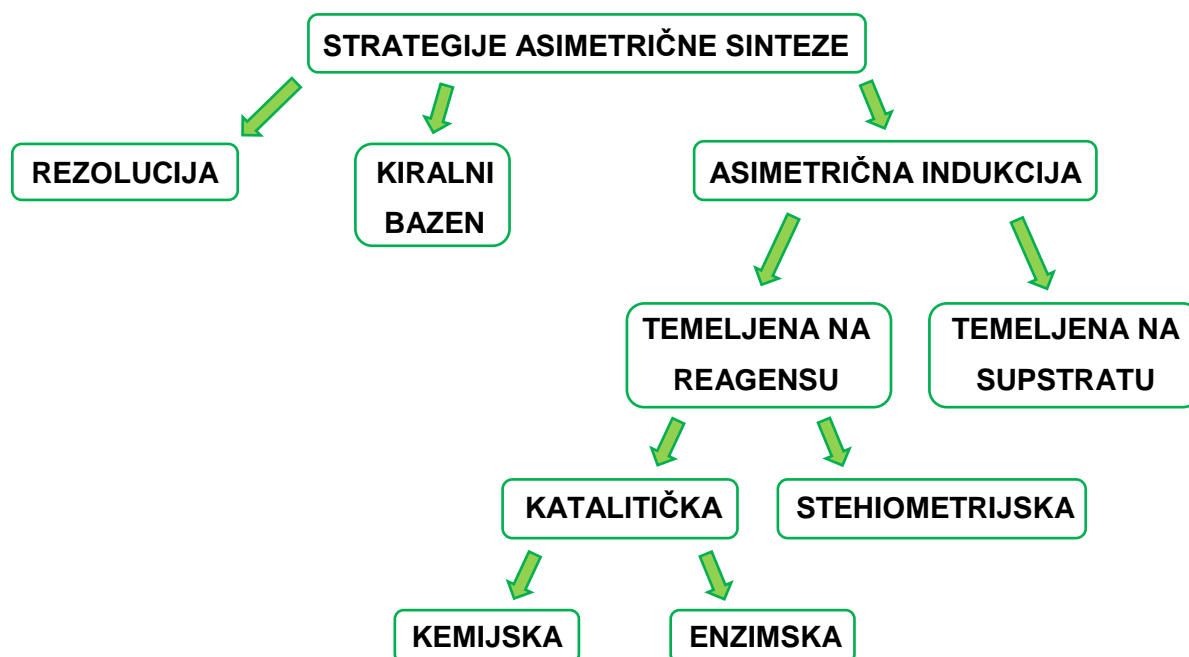 STRATEGIJE ASIMETRIČNE SINTEZE
REZOLUCIJA
KIRALNI
BAZEN
ASIMETRIČNA INDUKCIJA
TEMELJENA NA
REAGENSU
TEMELJENA NA
SUPSTRATU
KATALITIČKA
STEHIOMETRIJSKA
KEMIJSKA
ENZIMSKA